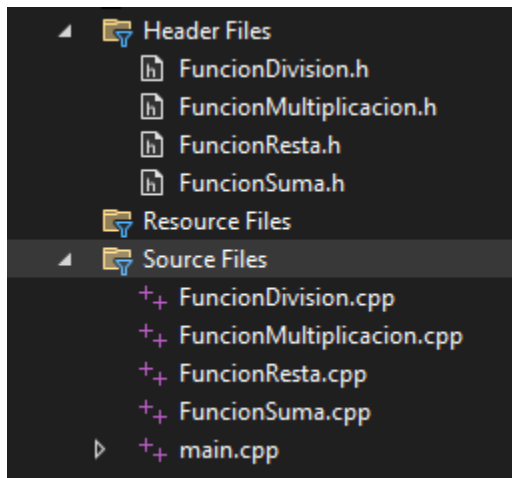 Header Files
FuncionDivision.h
FuncionMultiplicacion.h
FuncionResta.h
FuncionSuma.h
Resource Files
Source Files
FuncionDivision.cpp
FuncionMultiplicacion.cpp
FuncionResta.cpp
FuncionSuma.cpp
main.cpp